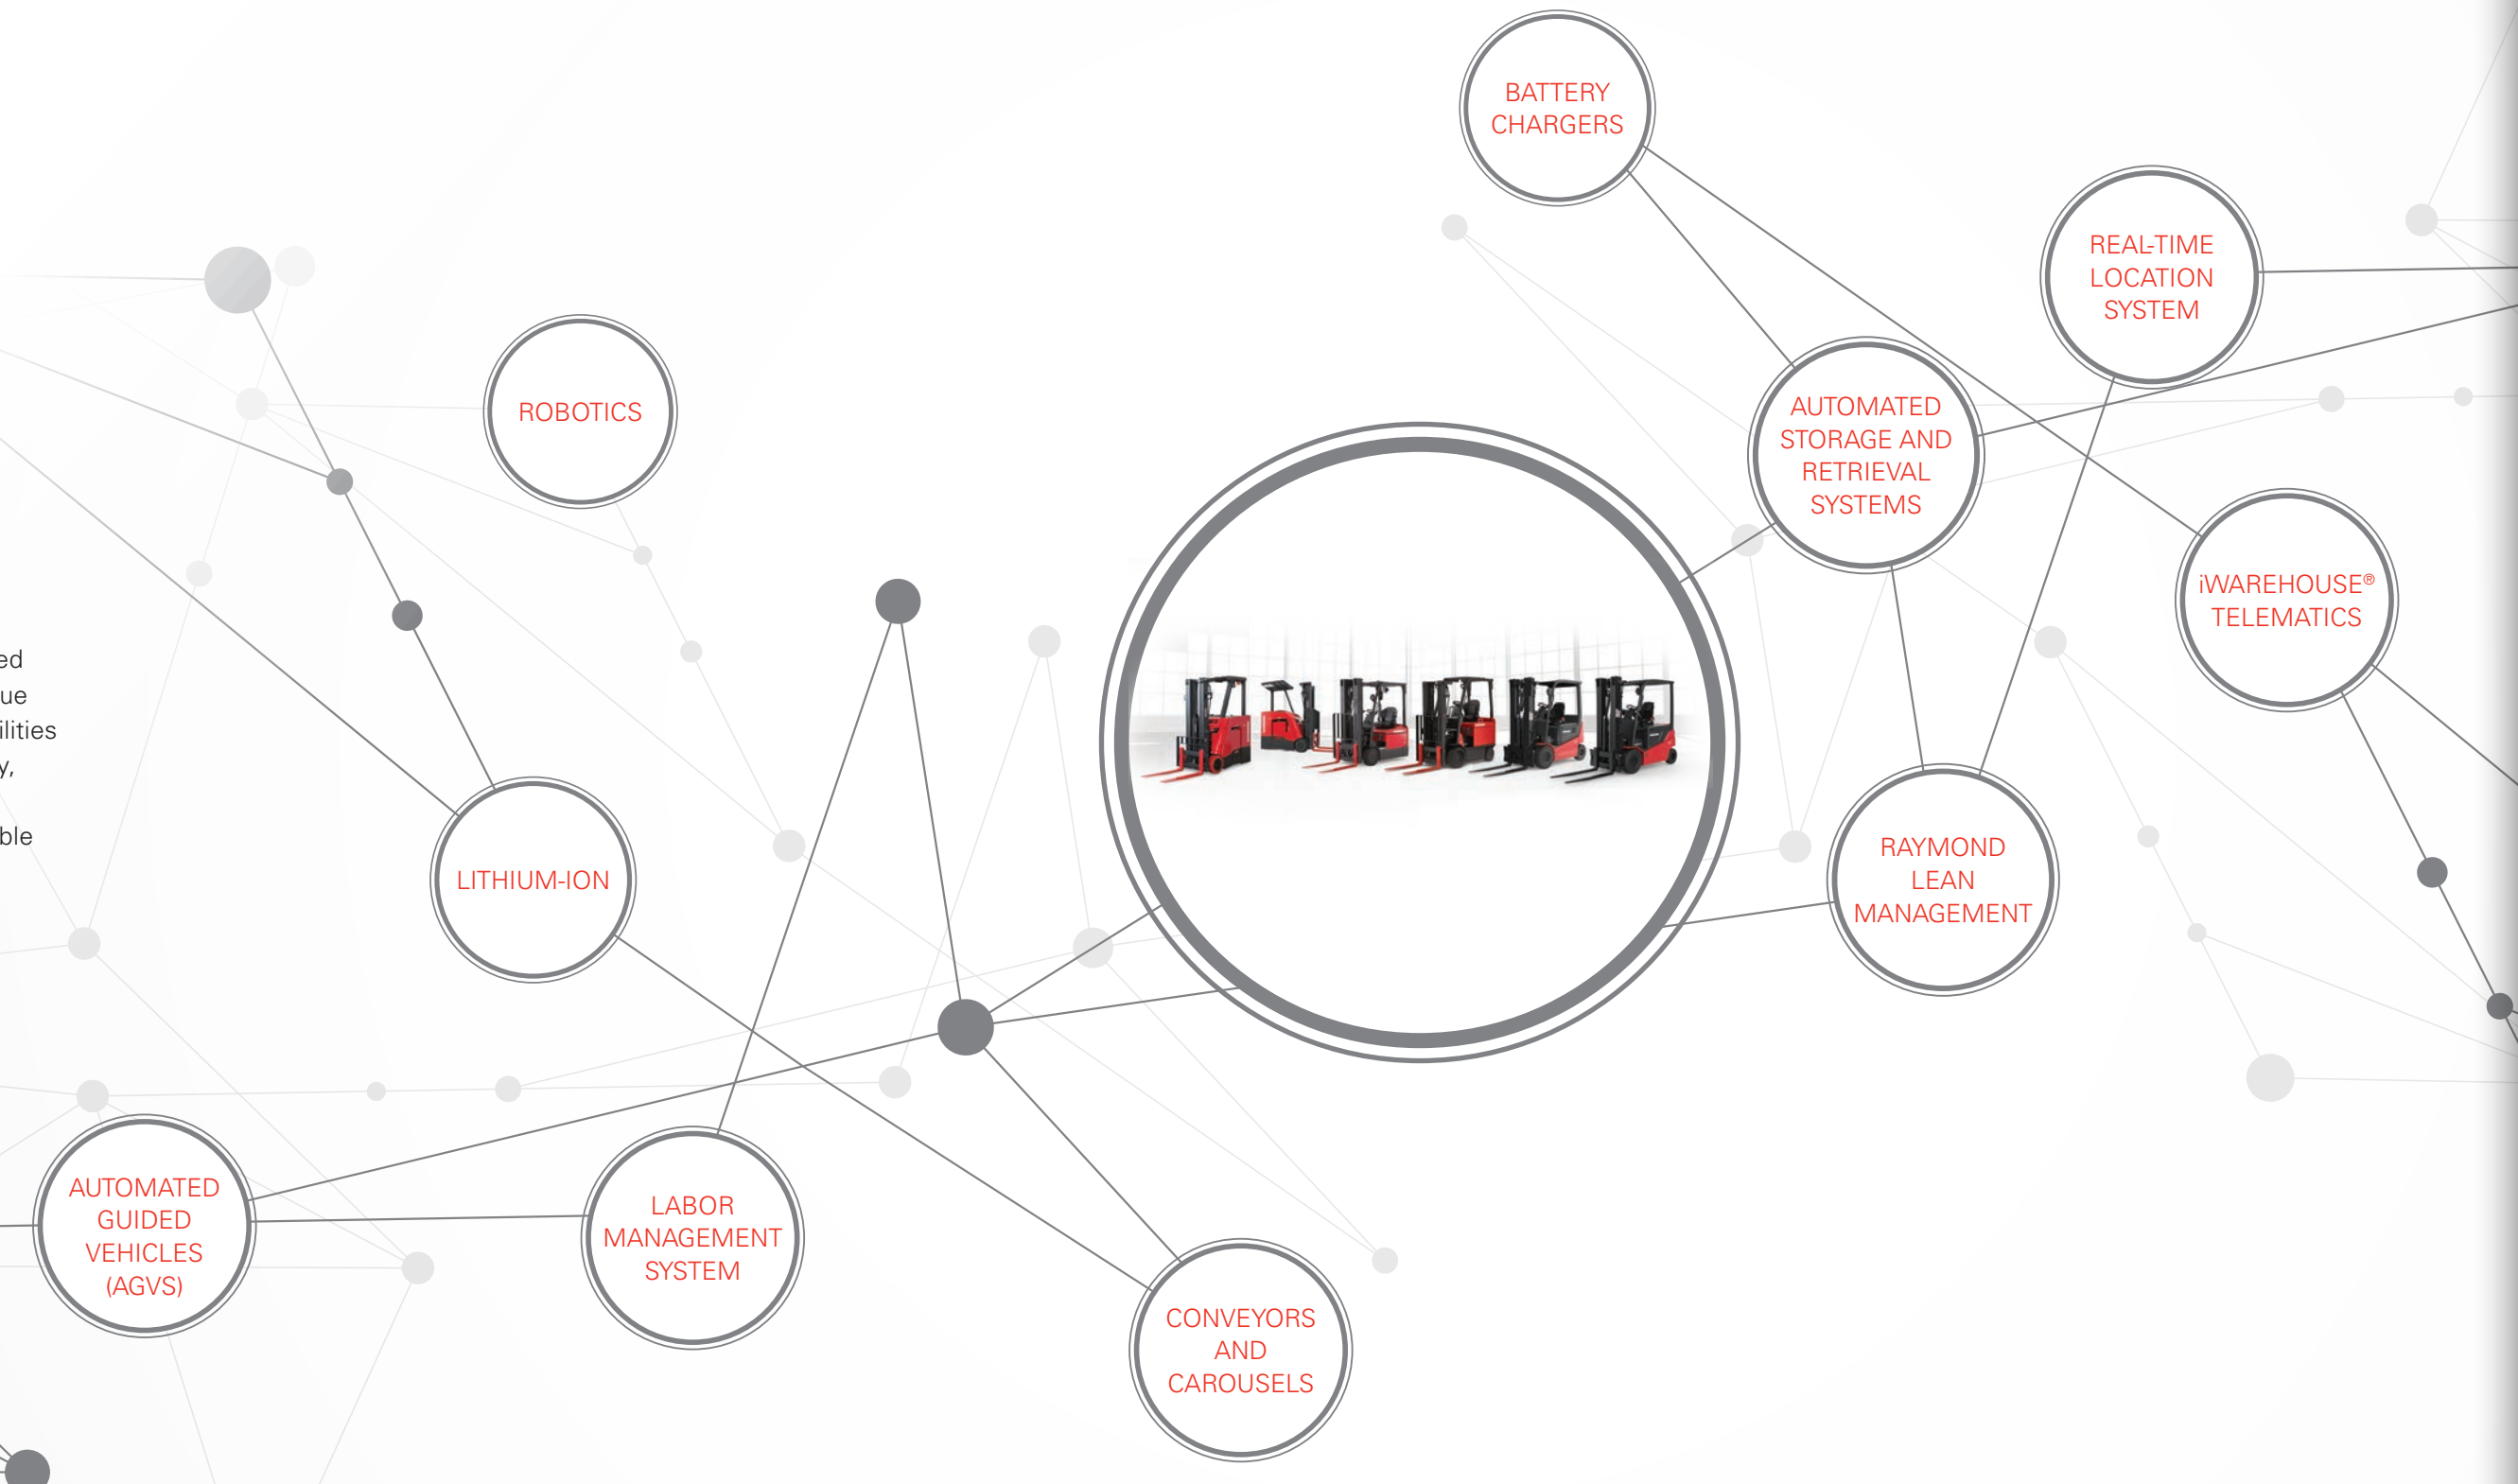 BATTERY
CHARGERS
REAL-TIME
LOCATION
SYSTEM
ROBOTICS
AUTOMATED
STORAGE AND
RETRIEVAL
SYSTEMS
iWAREHOUSE®
TELEMATICS
ed
ue
ilities
y,
ble
LITHIUM-ION
RAYMOND
LEAN
MANAGEMENT
AUTOMATED
GUIDED
VEHICLES
(AGVS)
LABOR
MANAGEMENT
SYSTEM
CONVEYORS
AND
CAROUSELS